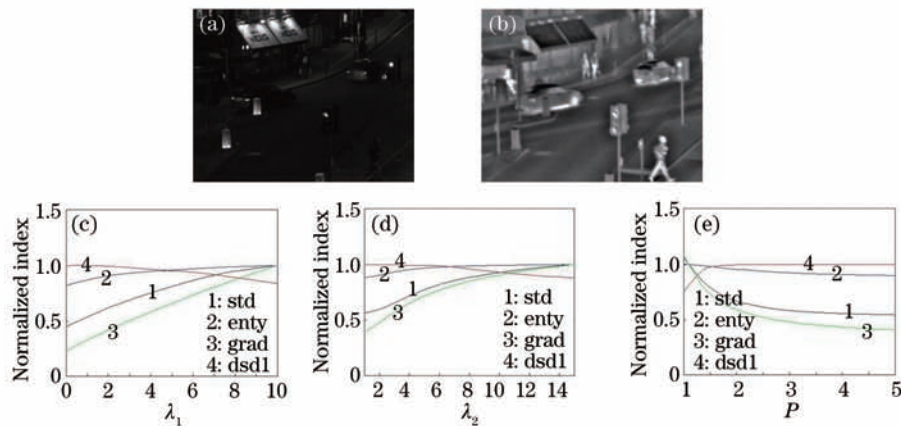 (a)
(b)
(c)
Normalized index
1.5
1.0
0.5
0
0 2 4 6 8 10
λ1
4
2
1
3
1: std
2: enty
3: grad
4: dsd1
(d)
Normalized index
1.5
1.0
0.5
0
2 4 6 8 10 12 14
λ2
4
2
1
3
1: std
2: enty
3: grad
4: dsd1
(e)
Normalized index
1.5
1.0
0.5
0
1 2 3 4 5
P
4
2
1
3
1: std
2: enty
3: grad
4: dsd1